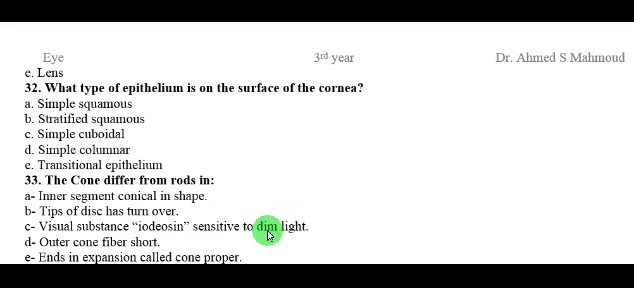 Eye 3rd year Dr. Ahmed S Mahmoud
e. Lens
32. What type of epithelium is on the surface of the cornea?
a. Simple squamous
b. Stratified squamous
c. Simple cuboidal
d. Simple columnar
e. Transitional epithelium
33. The Cone differ from rods in:
a- Inner segment conical in shape.
b- Tips of disc has turn over.
c- Visual substance “iodeosin” sensitive to dim light.
d- Outer cone fiber short.
e- Ends in expansion called cone proper.